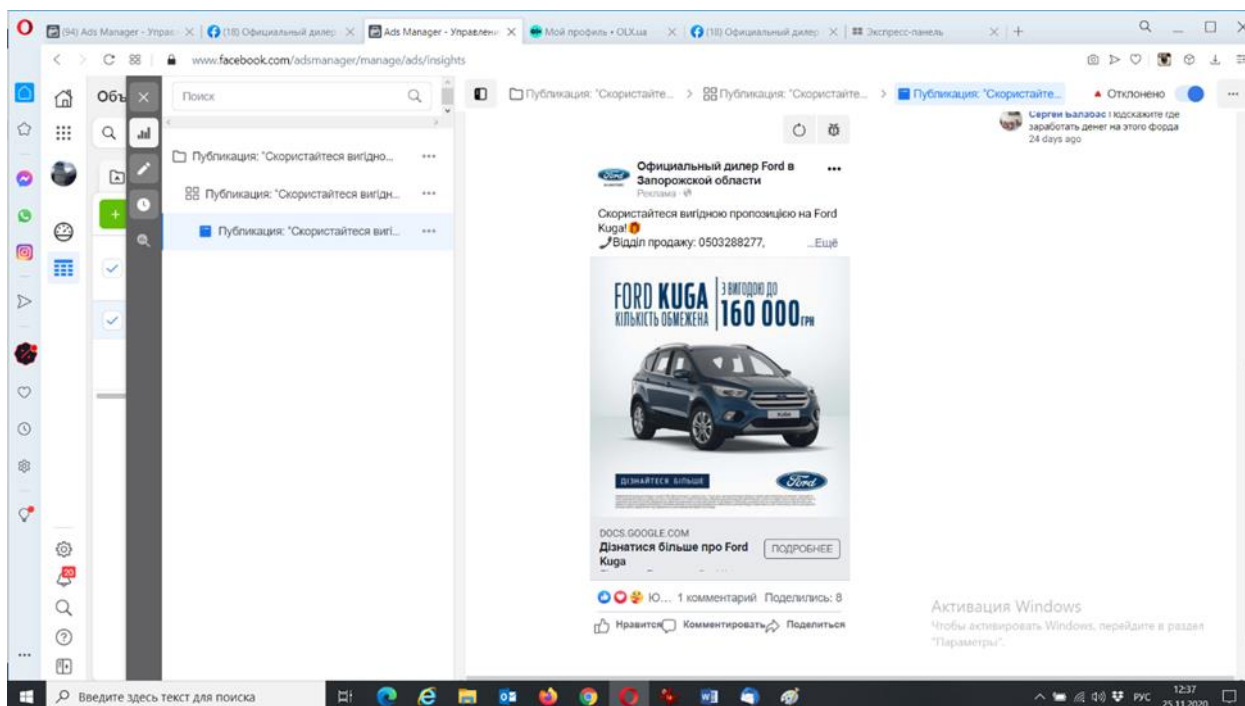 (94) Ads Manager - Управ
(18) Официальный дилер
Ads Manager - Управлени
Мой профиль • OLX.ua
(18) Официальный дилер
Экспресс-панель
www.facebook.com/adsmanager/manage/ads/insights
Объ
Поиск
Публикация: "Скористайтеся вигідно...
Публикация: "Скористайтеся вигідн...
Публикация: "Скористайтеся вигі...
Публикация: "Скористайте...
Публикация: "Скористайте...
Публикация: "Скористайте...
Отклонено
Сергей Балабас Подскажите где
заработать денег на этого форда
24 days ago
Официальный дилер Ford в
Запорожской области
Реклама
Скористайтеся вигідною пропозицією на Ford
Kuga!
Відділ продажу: 0503288277, ...Ещё
FORD KUGA
КІЛЬКІСТЬ ОБМЕЖЕНА
З ВИГОДОЮ ДО
160 000 ГРН
KUGA
ДІЗНАЙТЕСЯ БІЛЬШЕ
Ford
DOCS.GOOGLE.COM
Дізнатися більше про Ford
Kuga
ПОДРОБНЕЕ
Ю... 1 комментарий Поделились: 8
Нравится Комментировать Поделиться
20
Активация Windows
Чтобы активировать Windows, перейдите в раздел
"Параметры".
Введите здесь текст для поиска
РУС
12:37
25.11.2020